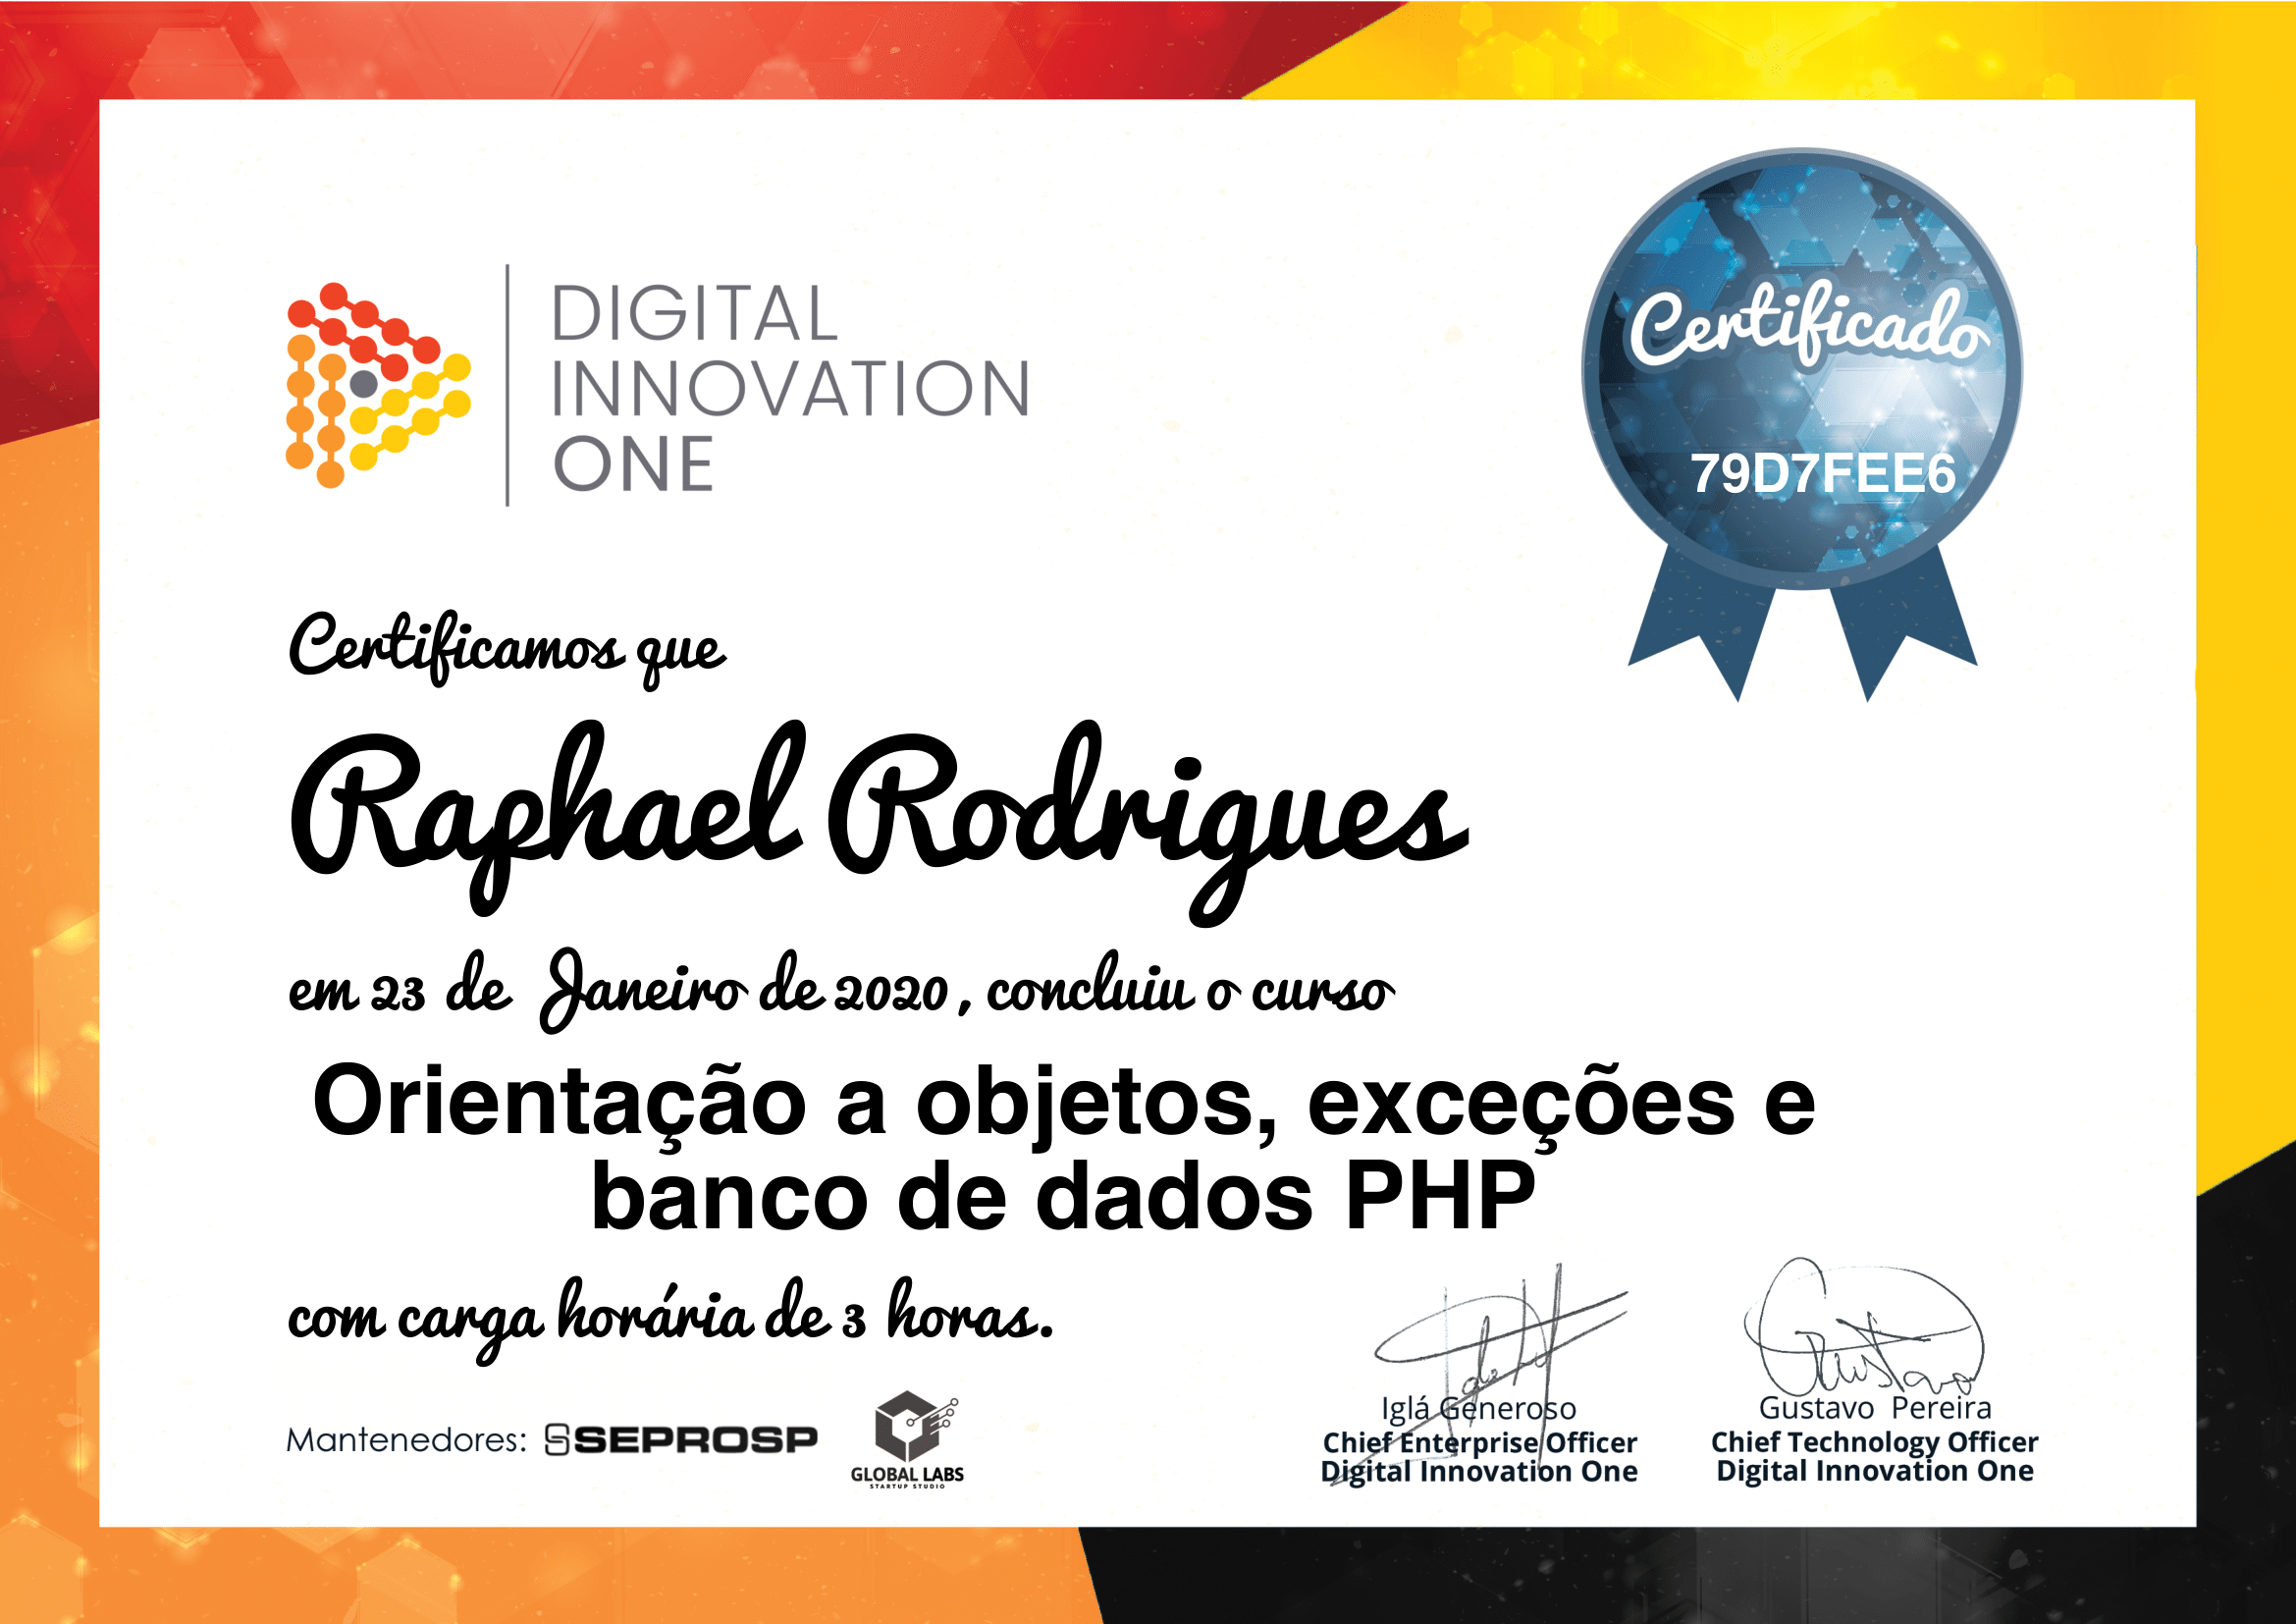 DIGITAL
INNOVATION
ONE
Certificado
79D7FEE6
Certificamos que
Raphael Rodrigues
em 23 de Janeiro de 2020, concluiu o curso
Orientação a objetos, exceções e
banco de dados PHP
com carga horária de 3 horas.
Mantenedores: SEPROSP
GLOBAL LABS
STARTUP STUDIO
Iglá Generoso
Chief Enterprise Officer
Digital Innovation One
Gustavo
Gustavo Pereira
Chief Technology Officer
Digital Innovation One